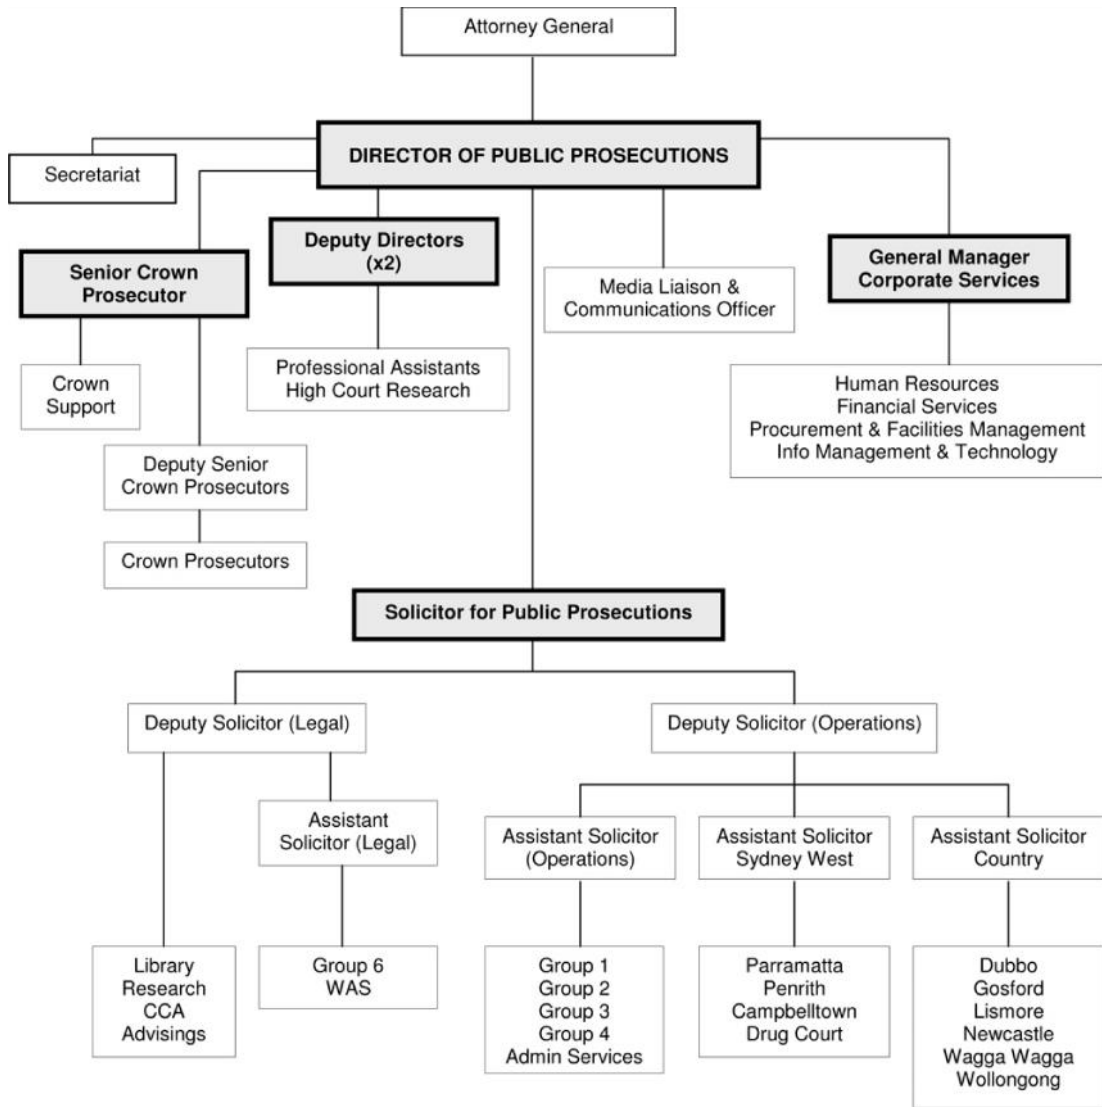 Attorney General
DIRECTOR OF PUBLIC PROSECUTIONS
Secretariat
Senior Crown
Prosecutor
Deputy Directors
(x2)
Media Liaison &
Communications Officer
General Manager
Corporate Services
Crown
Support
Professional Assistants
High Court Research
Human Resources
Financial Services
Procurement & Facilities Management
Info Management & Technology
Deputy Senior
Crown Prosecutors
Crown Prosecutors
Solicitor for Public Prosecutions
Deputy Solicitor (Legal)
Deputy Solicitor (Operations)
Assistant
Solicitor (Legal)
Assistant Solicitor
(Operations)
Assistant Solicitor
Sydney West
Assistant Solicitor
Country
Library
Research
CCA
Advisings
Group 6
WAS
Group 1
Group 2
Group 3
Group 4
Admin Services
Parramatta
Penrith
Campbelltown
Drug Court
Dubbo
Gosford
Lismore
Newcastle
Wagga Wagga
Wollongong